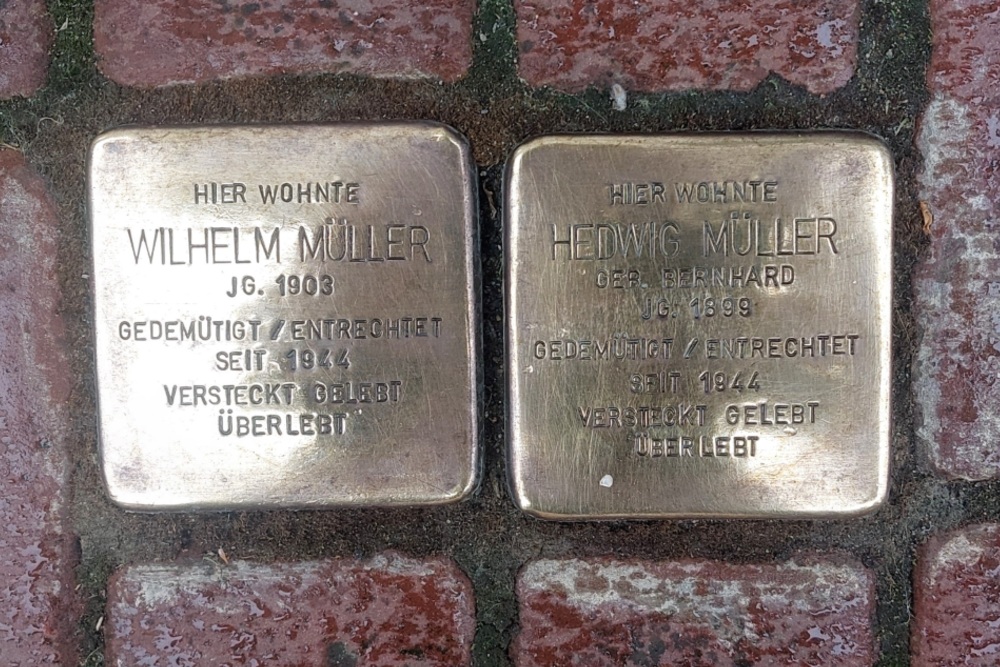 HIER WOHNTE
WILHELM MÜLLER
JG. 1903
GEDEMÜTIGT / ENTRECHTET
SEIT 1944
VERSTECKT GELEBT
ÜBERLEBT
HIER WOHNTE
HEDWIG MÜLLER
GEB. BERNHARD
JG. 1899
GEDEMÜTIGT / ENTRECHTET
SEIT 1944
VERSTECKT GELEBT
ÜBERLEBT